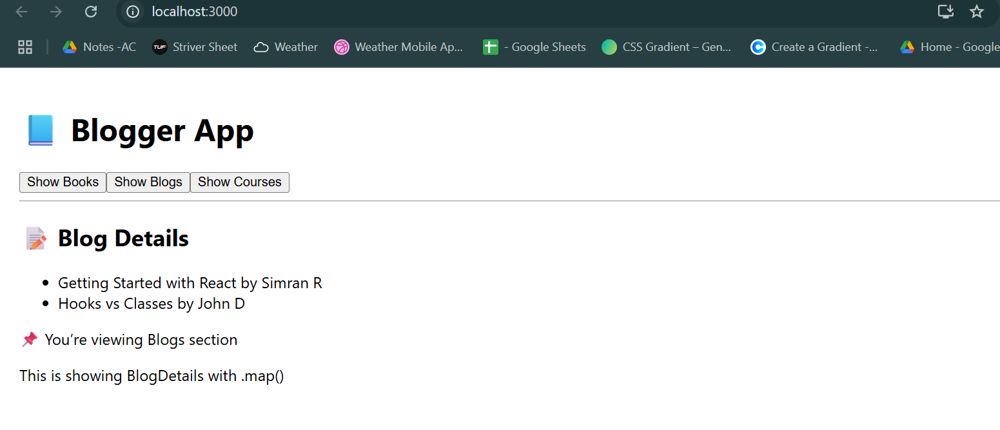 localhost:3000
Notes -AC TUF Striver Sheet Weather Weather Mobile Ap... - Google Sheets CSS Gradient – Gen... Create a Gradient -... Home - Google
Blogger App
Show Books Show Blogs Show Courses
Blog Details
Getting Started with React by Simran R
Hooks vs Classes by John D
You’re viewing Blogs section
This is showing BlogDetails with .map()